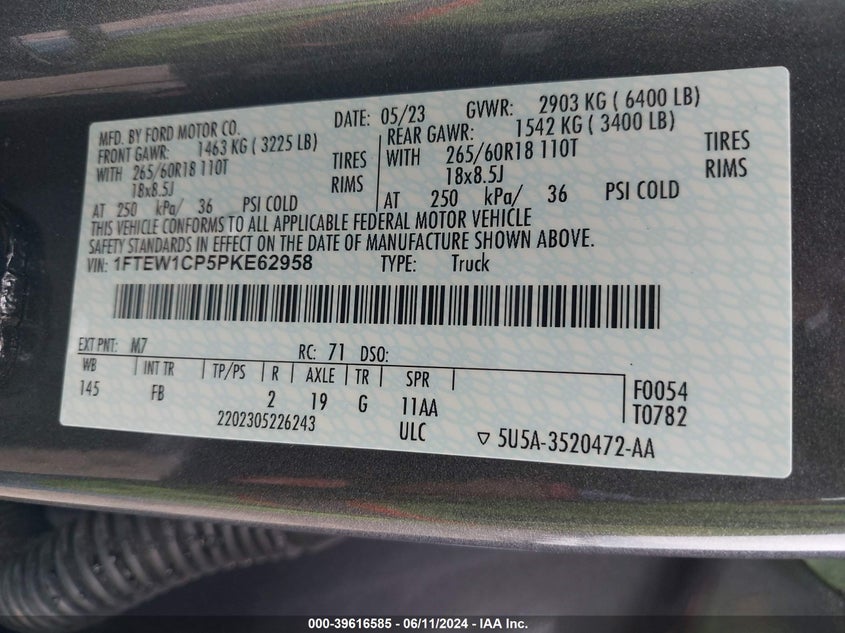 MFD. BY FORD MOTOR CO.
DATE: 05/23 GVWR: 2903 KG ( 6400 LB)
FRONT GAWR: 1463 KG ( 3225 LB) REAR GAWR: 1542 KG ( 3400 LB)
WITH 265/60R18 110T TIRES WITH 265/60R18 110T TIRES
18x8.5J RIMS 18x8.5J RIMS
AT 250 kPa/ 36 PSI COLD AT 250 kPa/ 36 PSI COLD
THIS VEHICLE CONFORMS TO ALL APPLICABLE FEDERAL MOTOR VEHICLE
SAFETY STANDARDS IN EFFECT ON THE DATE OF MANUFACTURE SHOWN ABOVE.
VIN: 1FTEW1CP5PKE62958 TYPE: Truck
EXT PNT: M7 RC: 71 DSO:
WB INT TR TP/PS R AXLE TR SPR
145 FB 2 19 G 11AA
F0054
T0782
2202305226243 ULC ▽ 5U5A-3520472-AA
000-39616585 - 06/11/2024 - IAA Inc.